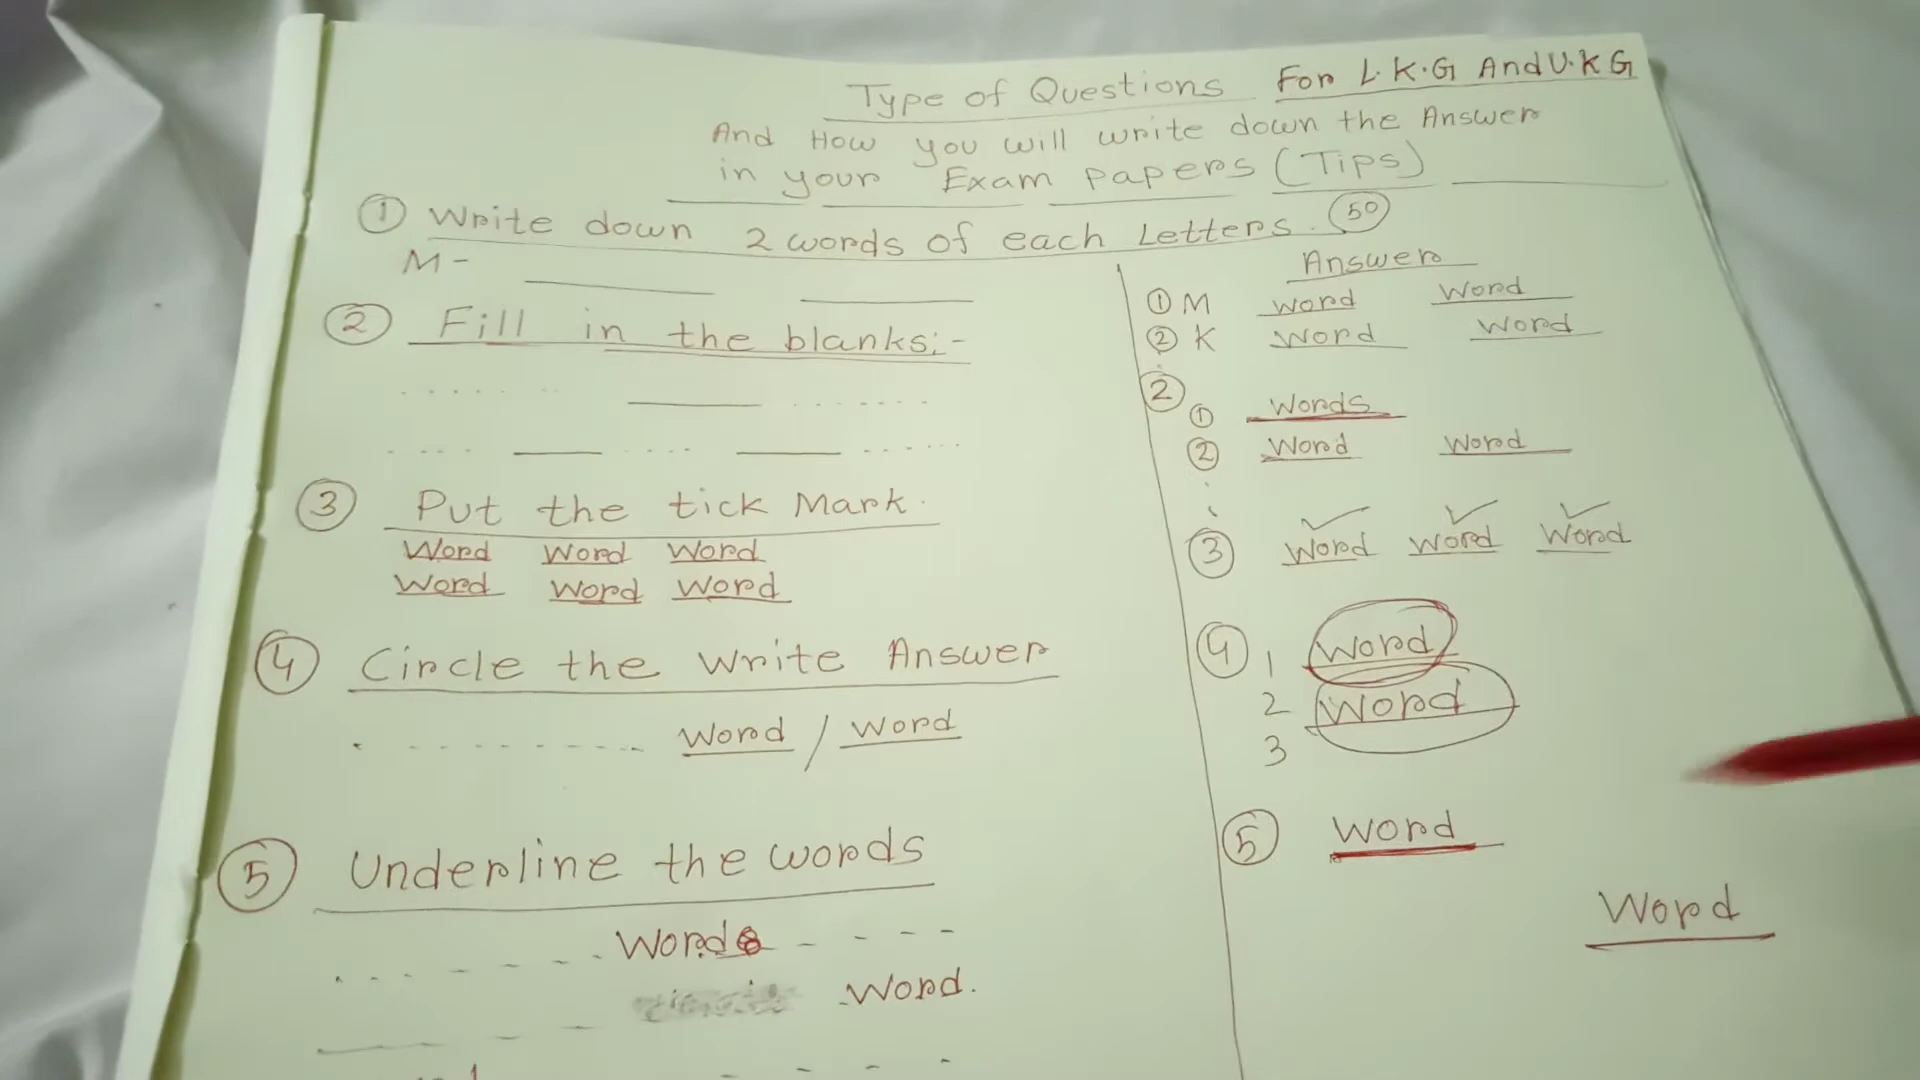 Type of Questions For L.K.G And U.K G
And How you will write down the Answer
in your Exam papers (Tips)
① Write down 2 words of each Letters. 50
M -
② Fill in the blanks:-
③ Put the tick Mark.
Word Word Word
Word Word Word
④ Circle the write Answer
Word / Word
⑤ Underline the words
Words
Word.
Answer
① M Word Word
② K Word Word
②
① Words
② Word Word
③ Word Word Word
④ 1 Word
2 Word
3
⑤ Word
Word